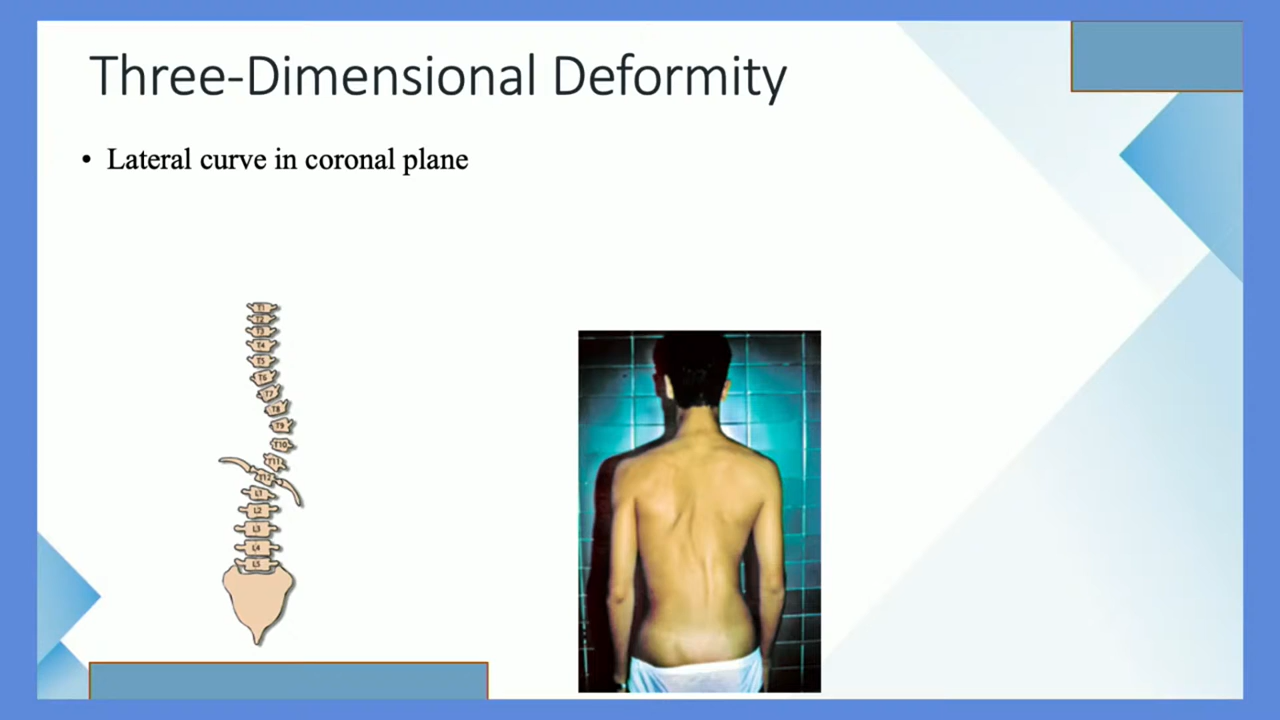 Three-Dimensional Deformity
• Lateral curve in coronal plane
T1
T2
T3
T4
T5
T6
T7
T8
T9
T10
T11
T12
L1
L2
L3
L4
L5